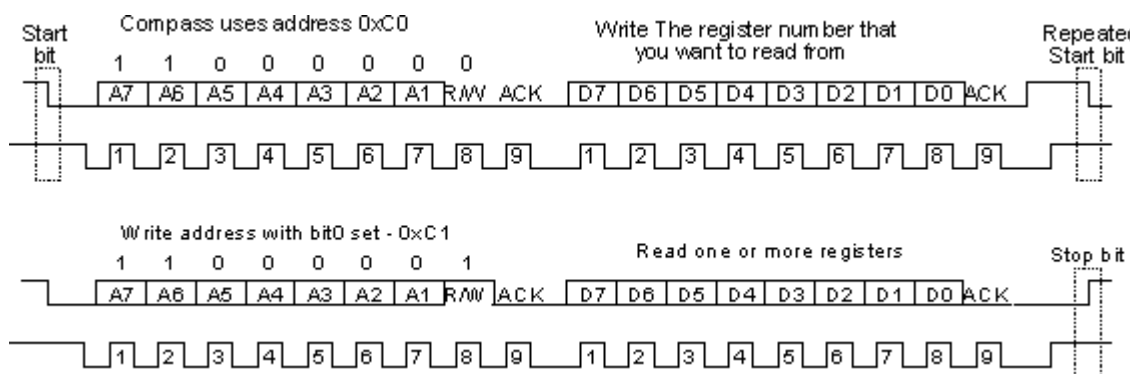 Compass uses address 0xC0
Write The register number that
you want to read from
Start
bit
Repeated
Start bit
1 1 0 0 0 0 0 0
A7 A6 A5 A4 A3 A2 A1 R/W ACK D7 D6 D5 D4 D3 D2 D1 D0 ACK
1 2 3 4 5 6 7 8 9 1 2 3 4 5 6 7 8 9
Write address with bit0 set - 0xC1
Read one or more registers
Stop bit
1 1 0 0 0 0 0 1
A7 A6 A5 A4 A3 A2 A1 R/W ACK D7 D6 D5 D4 D3 D2 D1 D0 ACK
1 2 3 4 5 6 7 8 9 1 2 3 4 5 6 7 8 9